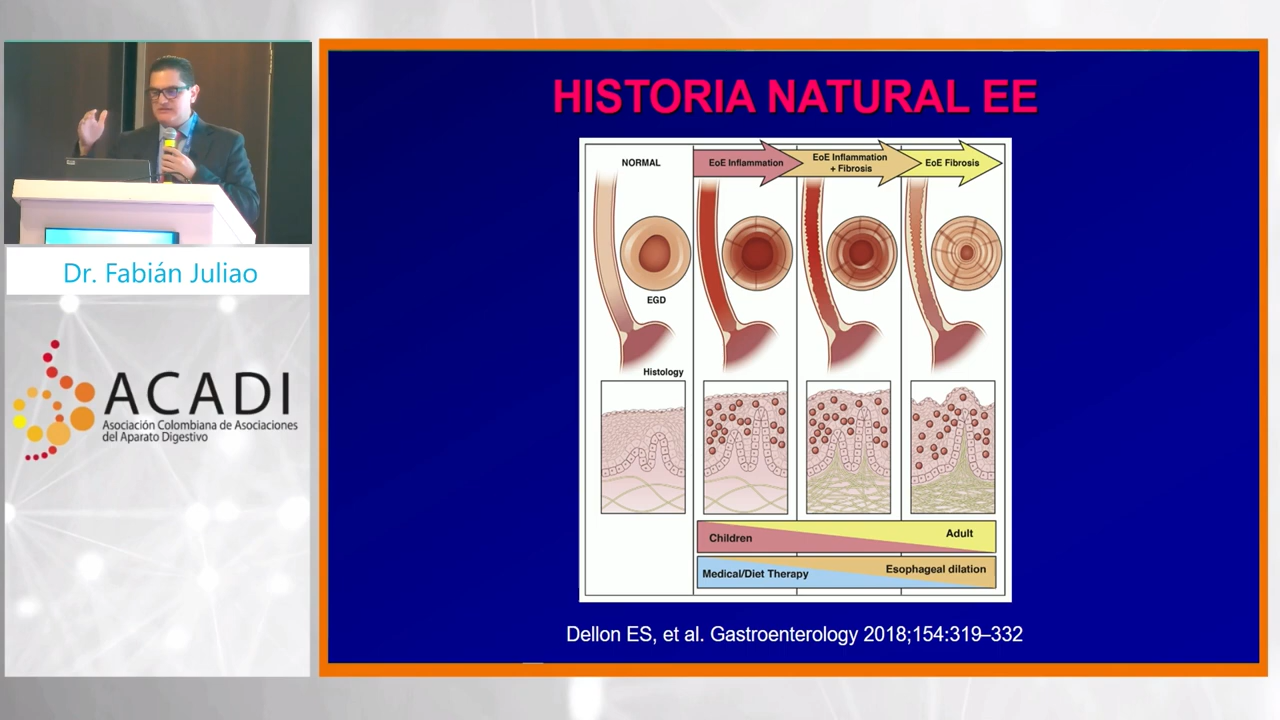 HISTORIA NATURAL EE
NORMAL
EoE Inflammation
EoE Inflammation
+ Fibrosis
EoE Fibrosis
EGD
Histology
Children
Adult
Medical/Diet Therapy
Esophageal dilation
Dellon ES, et al. Gastroenterology 2018;154:319–332
Dr. Fabián Juliao
ACADI
Asociación Colombiana de Asociaciones
del Aparato Digestivo